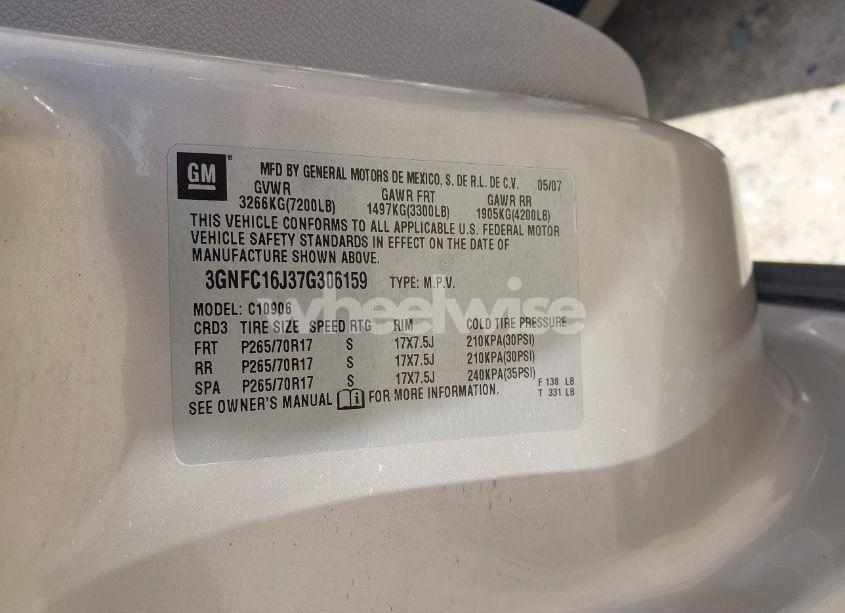 GM
MFD BY GENERAL MOTORS DE MEXICO, S. DE R.L. DE C.V. 05/07
GVWR GAWR FRT GAWR RR
3266KG(7200LB) 1497KG(3300LB) 1905KG(4200LB)
THIS VEHICLE CONFORMS TO ALL APPLICABLE U.S. FEDERAL MOTOR
VEHICLE SAFETY STANDARDS IN EFFECT ON THE DATE OF
MANUFACTURE SHOWN ABOVE.
3GNFC16J37G306159 TYPE: M.P.V.
wheelwise
MODEL: C10906
CRD3 TIRE SIZE SPEED RTG RIM COLD TIRE PRESSURE
FRT P265/70R17 S 17X7.5J 210KPA(30PSI)
RR P265/70R17 S 17X7.5J 210KPA(30PSI)
SPA P265/70R17 S 17X7.5J 240KPA(35PSI)
F 138 LB
T 331 LB
SEE OWNER'S MANUAL FOR MORE INFORMATION.